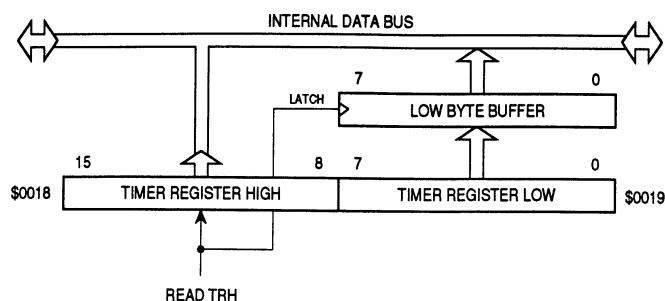 INTERNAL DATA BUS
7 0
LATCH
LOW BYTE BUFFER
15 8 7 0
$0018 TIMER REGISTER HIGH TIMER REGISTER LOW $0019
READ TRH